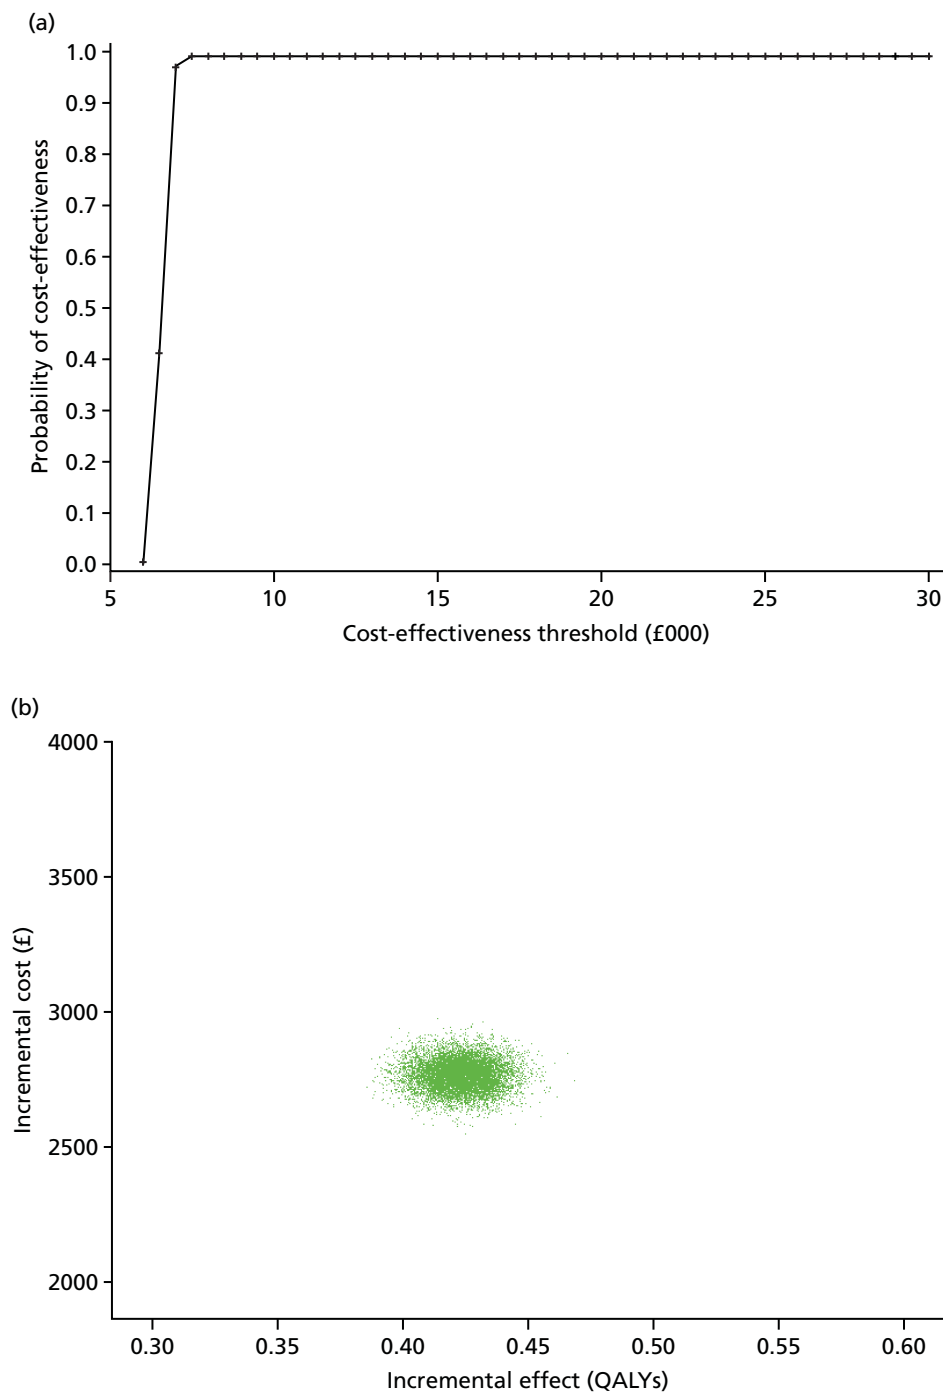 (a)
1.0
0.9
0.8
0.7
0.6
0.5
0.4
0.3
0.2
0.1
0.0
Probability of cost-effectiveness
5 10 15 20 25 30
Cost-effectiveness threshold (£000)
(b)
4000
3500
3000
2500
2000
Incremental cost (£)
0.30 0.35 0.40 0.45 0.50 0.55 0.60
Incremental effect (QALYs)